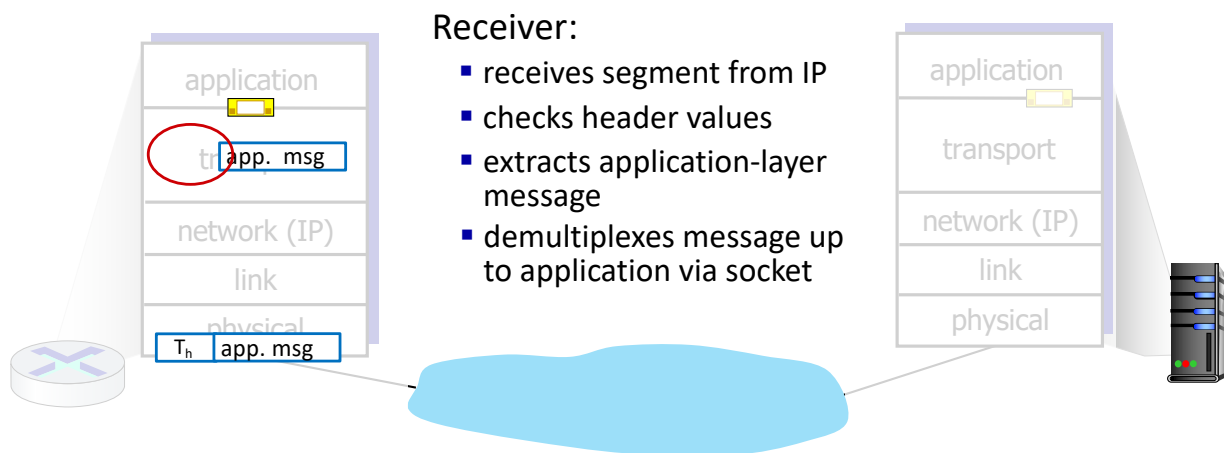 Receiver:
▪ receives segment from IP
▪ checks header values
▪ extracts application-layer
message
▪ demultiplexes message up
to application via socket
application
app. msg
network (IP)
link
physical
Th app. msg
application
transport
network (IP)
link
physical